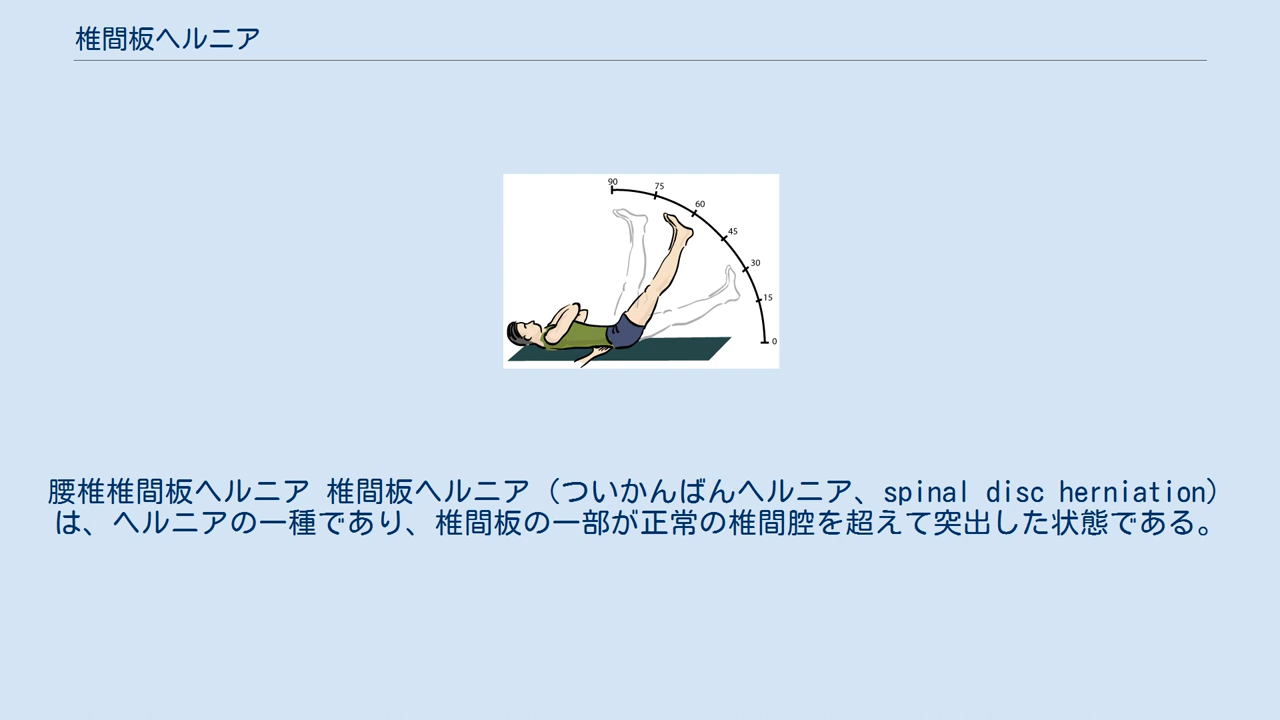 椎間板ヘルニア
90
75
60
45
30
15
0
腰椎椎間板ヘルニア 椎間板ヘルニア（ついかんばんヘルニア、spinal disc herniation）
は、ヘルニアの一種であり、椎間板の一部が正常の椎間腔を超えて突出した状態である。